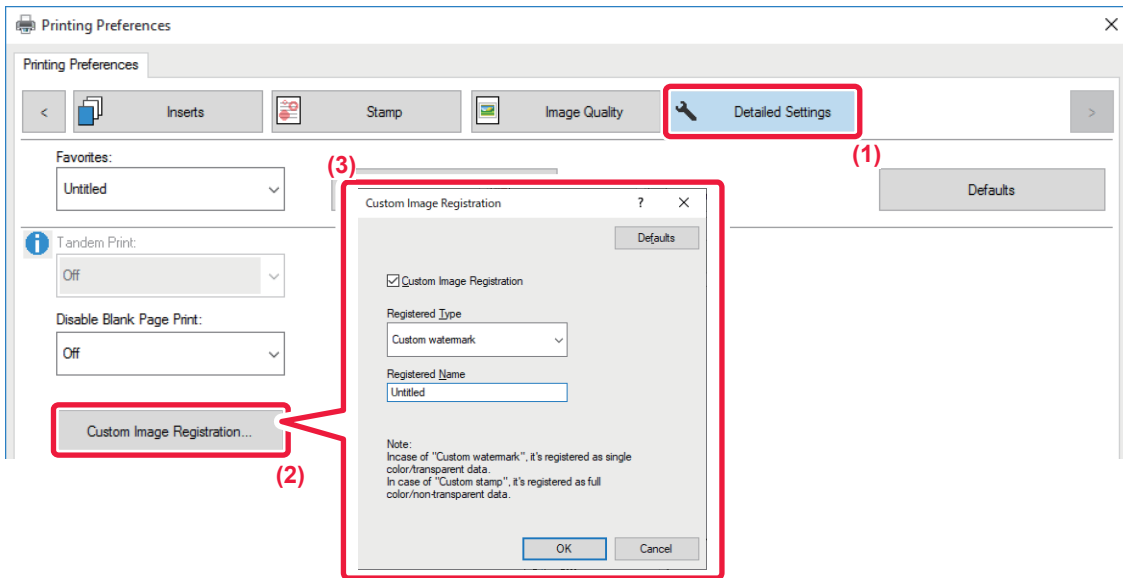 Printing Preferences
Printing Preferences
< Inserts Stamp Image Quality Detailed Settings >
(1)
Favorites:
Untitled
Defaults
Tandem Print:
Off
Disable Blank Page Print:
Off
Custom Image Registration...
(2)
(3)
Custom Image Registration ?
Defaults
Custom Image Registration
Registered Type
Custom watermark
Registered Name
Untitled
Note:
Incase of "Custom watermark", it's registered as single
color/transparent data.
In case of "Custom stamp", it's registered as full
color/non-transparent data.
OK Cancel